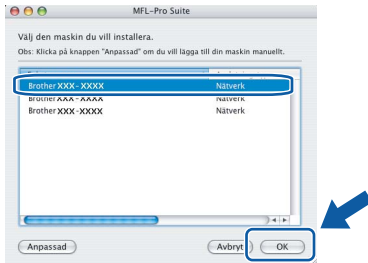 MFL-Pro Suite
Välj den maskin du vill installera.
Obs: Klicka på knappen "Anpassad" om du vill lägga till din maskin manuellt.
Brother XXX-XXXX Nätverk
Brother XXX-XXXX Nätverk
Brother XXX-XXXX Nätverk
Anpassad Avbryt OK